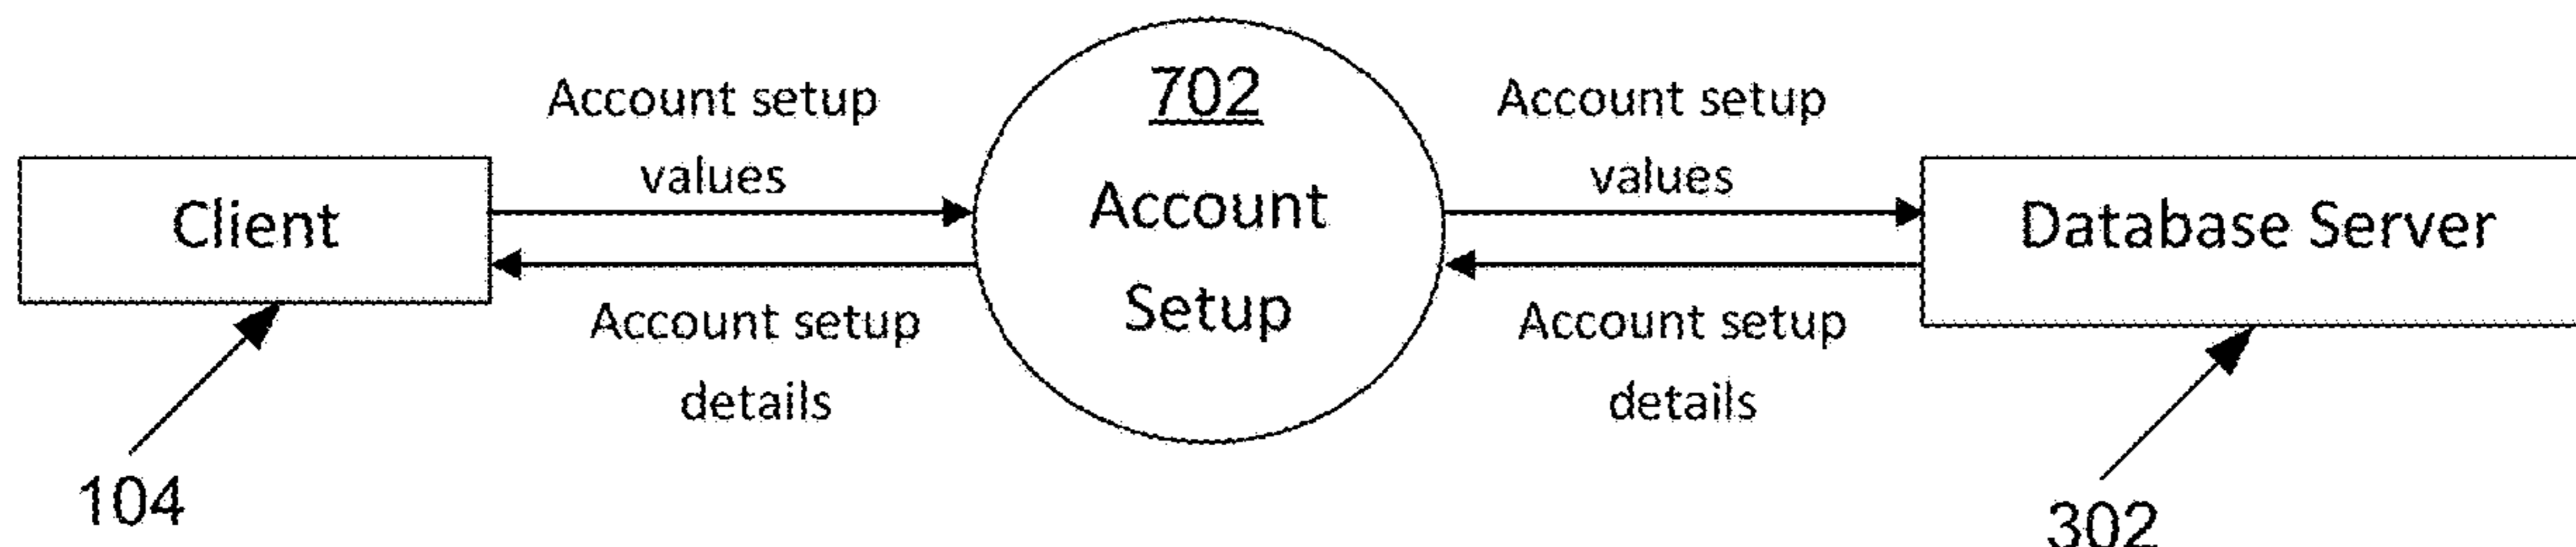 702
Account setup
values
Account setup
values
Client
Account
Setup
Database Server
Account setup
details
Account setup
details
104
302